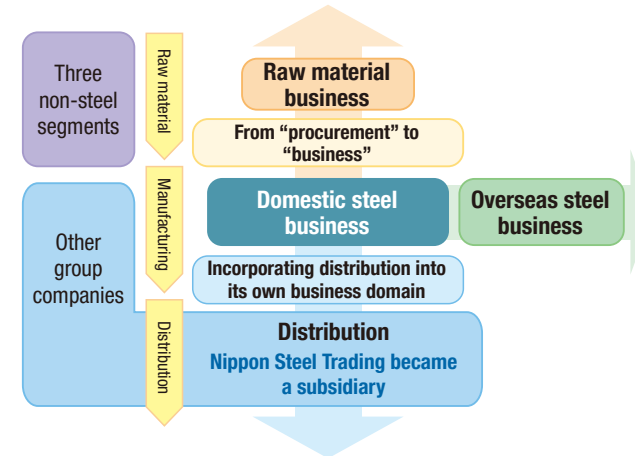 Three
non-steel
segments
Raw material
Raw material
business
From “procurement” to
“business”
Manufacturing
Domestic steel
business
Overseas steel
business
Other
group
companies
Incorporating distribution into
its own business domain
Distribution
Distribution
Nippon Steel Trading became
a subsidiary